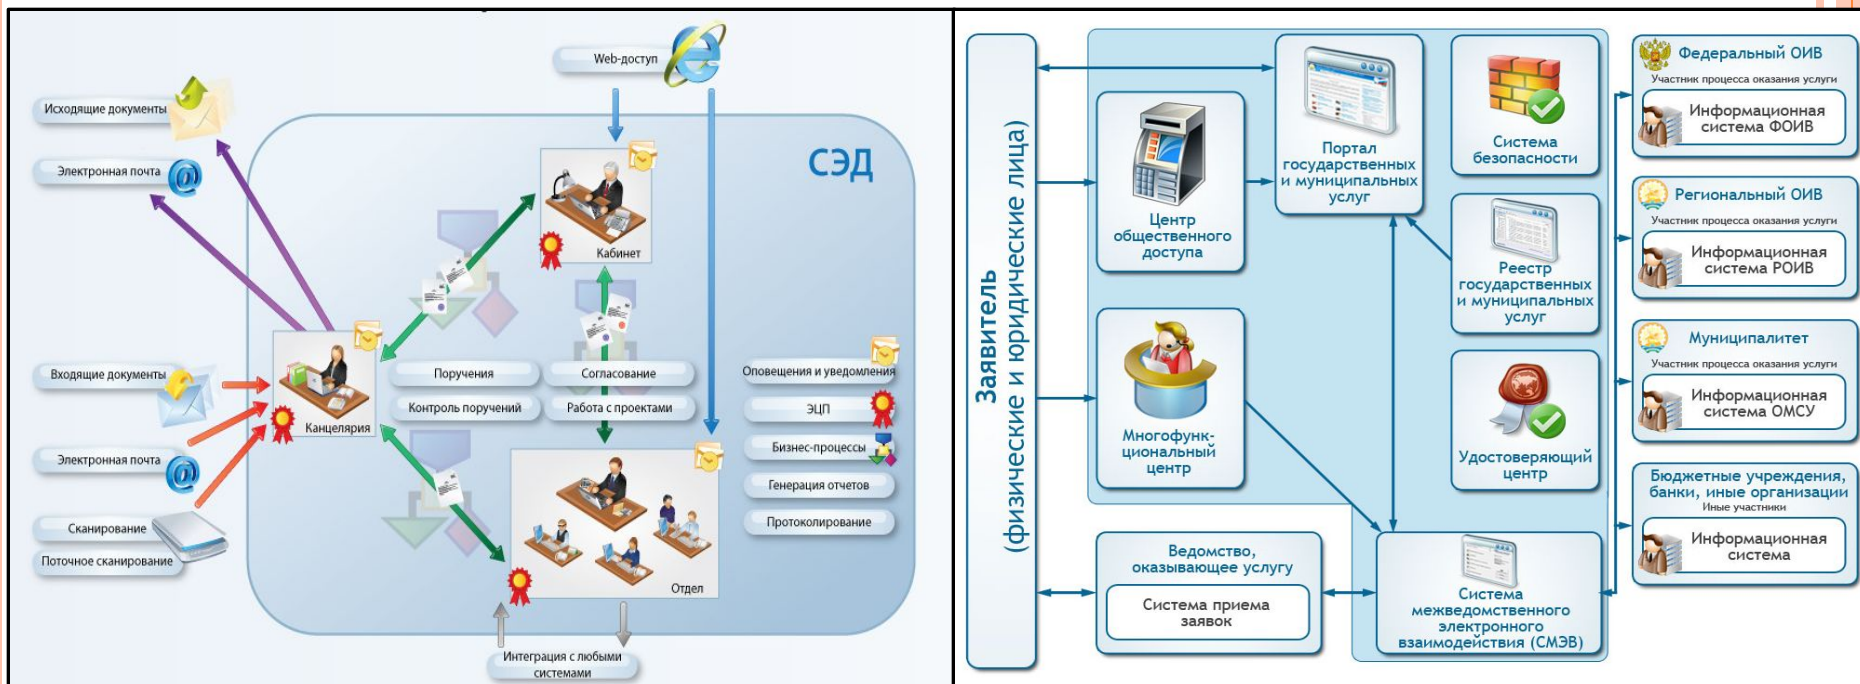 Web-доступ
Исходящие документы
Электронная почта
СЭД
Кабинет
Канцелярия
Входящие документы
Электронная почта
Сканирование
Поточное сканирование
Поручения
Согласование
Контроль поручений
Работа с проектами
Оповещения и уведомления
ЭЦП
Бизнес-процессы
Генерация отчетов
Протоколирование
Отдел
Интеграция с любыми
системами
Заявитель
(физические и юридические лица)
Центр
общественного
доступа
Портал
государственных
и муниципальных
услуг
Система
безопасности
Реестр
государственных
и муниципальных
услуг
Многофунк-
циональный
центр
Удостоверяющий
центр
Ведомство,
оказывающее услугу
Система приема
заявок
Система
межведомственного
электронного
взаимодействия (СМЭВ)
Федеральный ОИВ
Участник процесса оказания услуги
Информационная
система ФОИВ
Региональный ОИВ
Участник процесса оказания услуги
Информационная
система РОИВ
Муниципалитет
Участник процесса оказания услуги
Информационная
система ОМСУ
Бюджетные учреждения,
банки, иные организации
Иные участники
Информационная
система